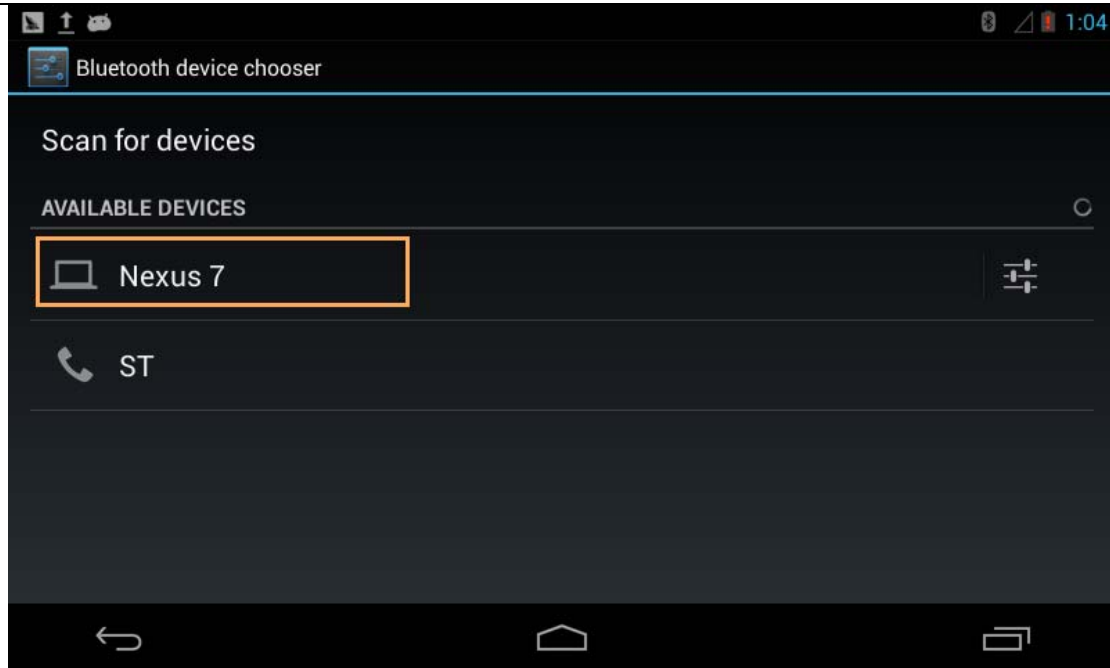 1:04
Bluetooth device chooser
Scan for devices
AVAILABLE DEVICES
Nexus 7
ST